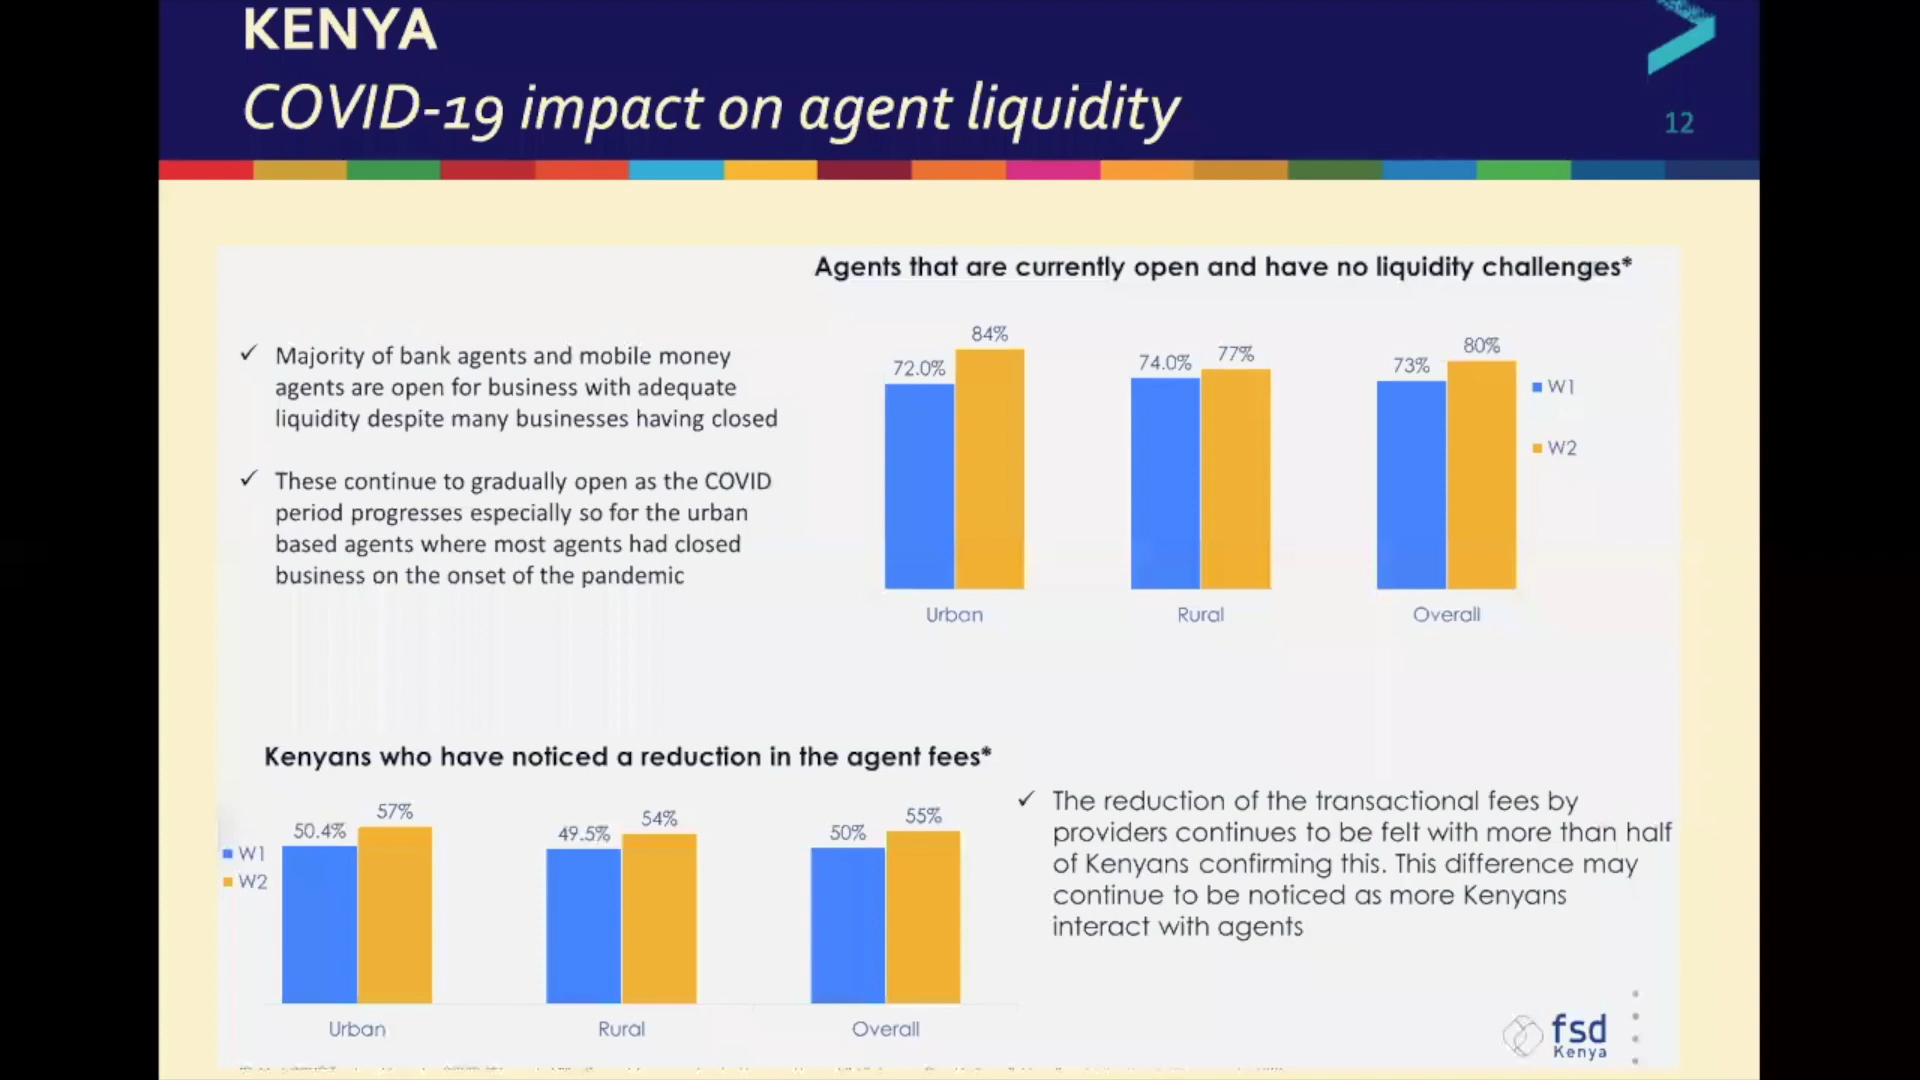 KENYA
COVID-19 impact on agent liquidity
12
Agents that are currently open and have no liquidity challenges*
✓ Majority of bank agents and mobile money
agents are open for business with adequate
liquidity despite many businesses having closed
✓ These continue to gradually open as the COVID
period progresses especially so for the urban
based agents where most agents had closed
business on the onset of the pandemic
72.0%
84%
74.0%
77%
73%
80%
W1
W2
Urban
Rural
Overall
Kenyans who have noticed a reduction in the agent fees*
W1
W2
50.4%
57%
49.5%
54%
50%
55%
Urban
Rural
Overall
✓ The reduction of the transactional fees by
providers continues to be felt with more than half
of Kenyans confirming this. This difference may
continue to be noticed as more Kenyans
interact with agents
fsd
Kenya